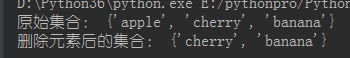 D:\Python36\python.exe E:/pythonpro/Python
原始集合: {'apple', 'cherry', 'banana'}
删除元素后的集合: {'cherry', 'banana'}